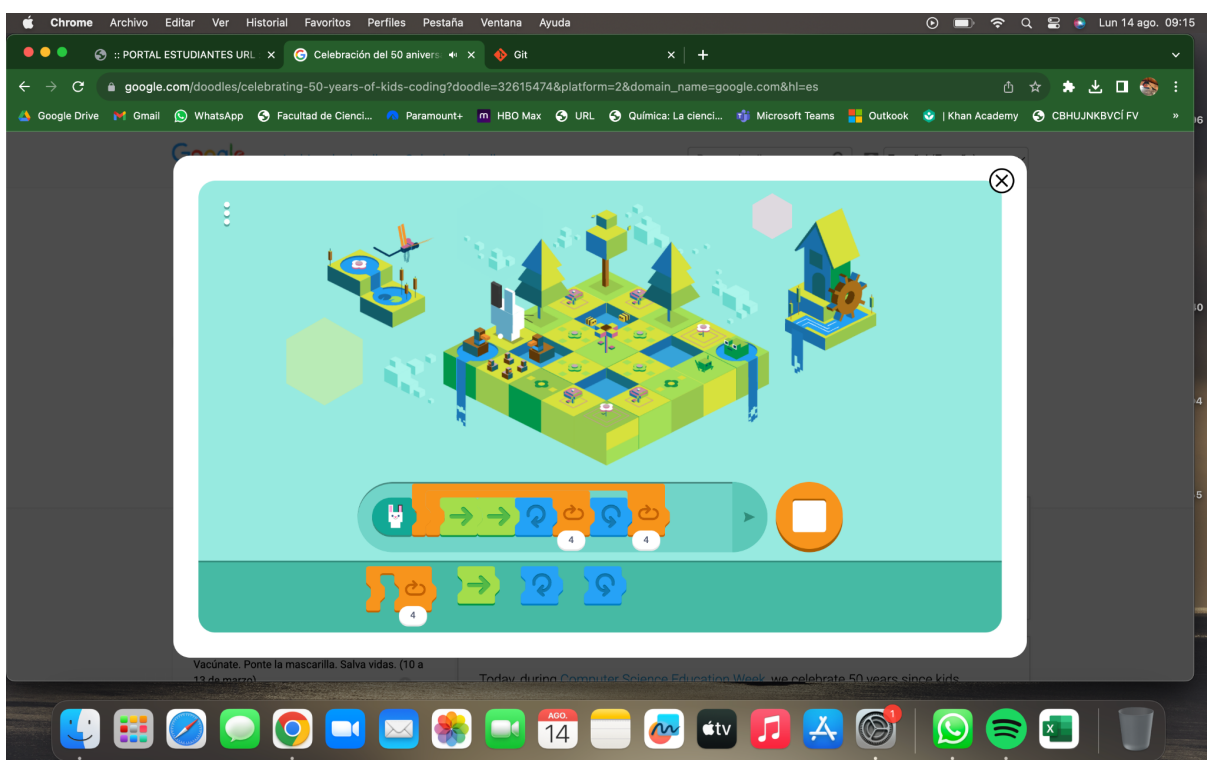 Chrome Archivo Editar Ver Historial Favoritos Perfiles Pestaña Ventana Ayuda Lun 14 ago. 09:15
:: PORTAL ESTUDIANTES URL Celebración del 50 anivers Git
google.com/doodles/celebrating-50-years-of-kids-coding?doodle=32615474&platform=2&domain_name=google.com&hl=es
Google Drive Gmail WhatsApp Facultad de Cienci... Paramount+ HBO Max URL Química: La cienci... Microsoft Teams Outkook | Khan Academy CBHUJNKBVCÍ FV »
Google
4 4
4
Vacúnate. Ponte la mascarilla. Salva vidas. (10 a
13 de marzo)
Today, during Computer Science Education Week, we celebrate 50 years since kids
AGO.
14
tv
1